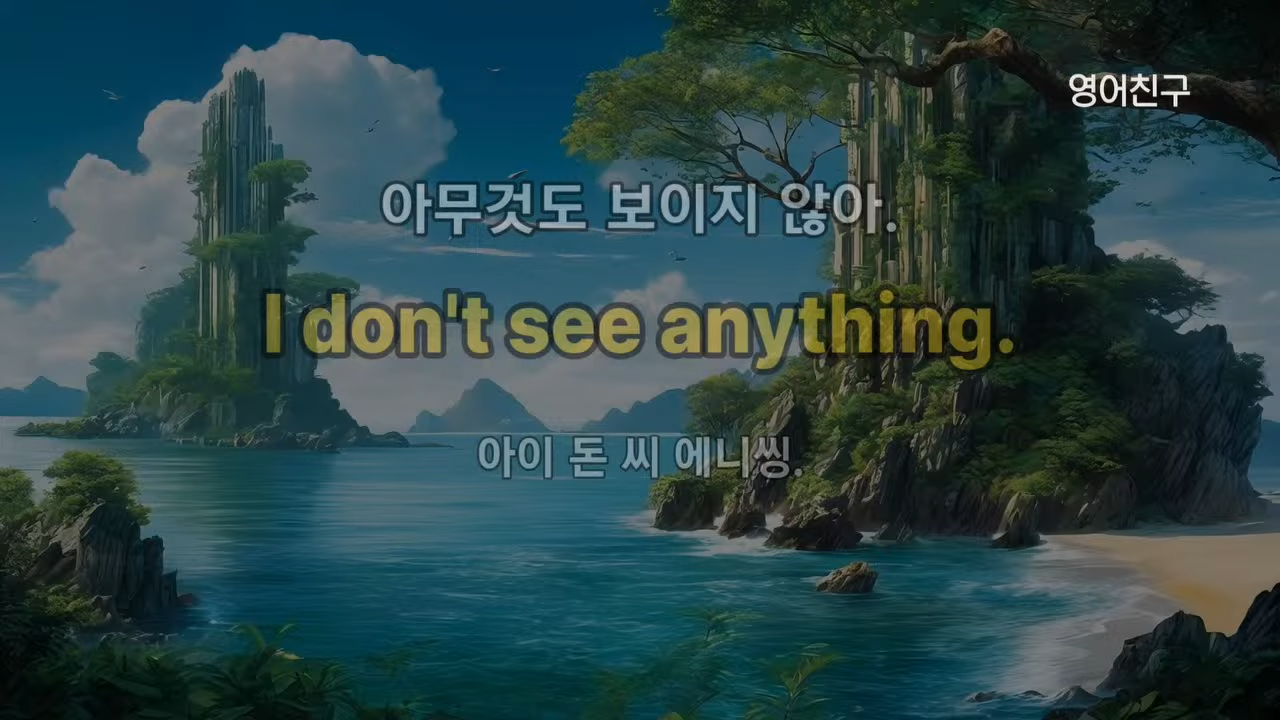 영어친구
아무것도 보이지 않아.
I don't see anything.
아이 돈 씨 에니씽.